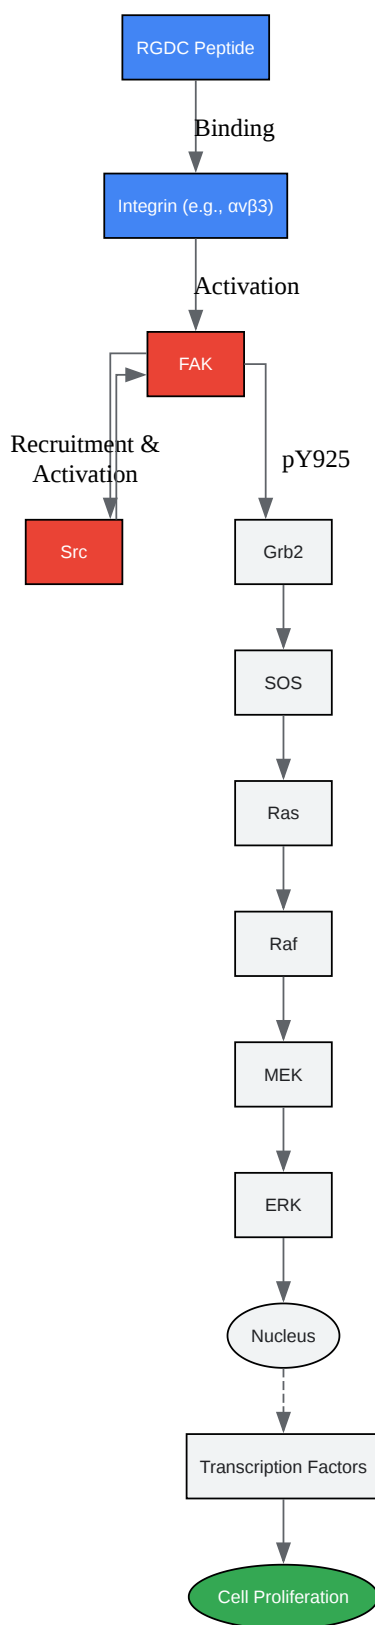 RGDC Peptide
Binding
Integrin (e.g., αvβ3)
Activation
FAK
Recruitment &
Activation
pY925
Src
Grb2
SOS
Ras
Raf
MEK
ERK
Nucleus
Transcription Factors
Cell Proliferation